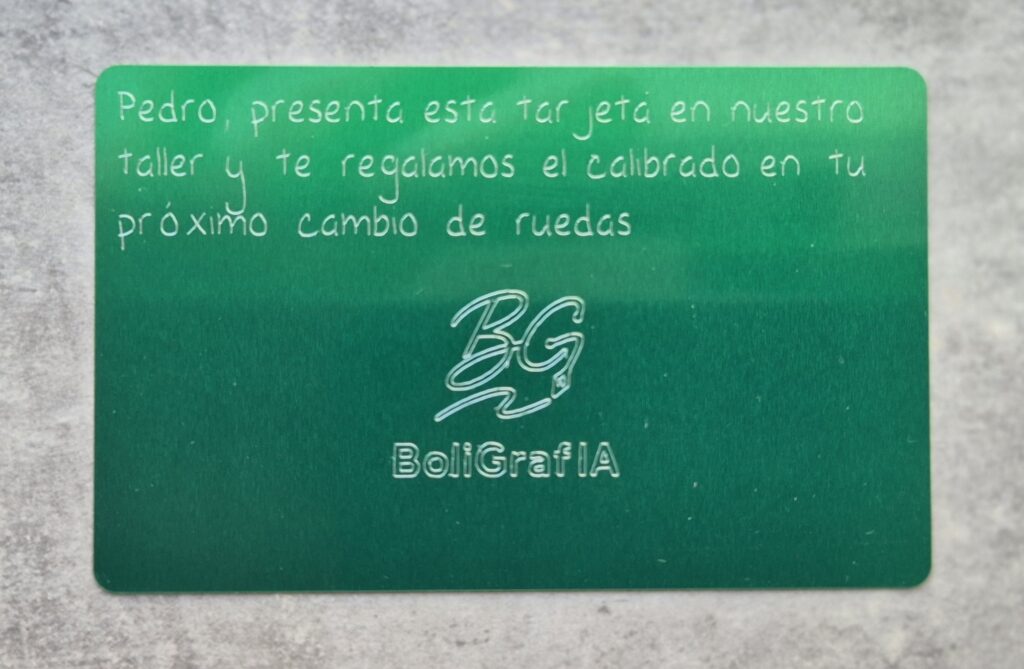 Pedro, presenta esta tarjeta en nuestro
taller y te regalamos el calibrado en tu
próximo cambio de ruedas
BG
BoliGrafIA